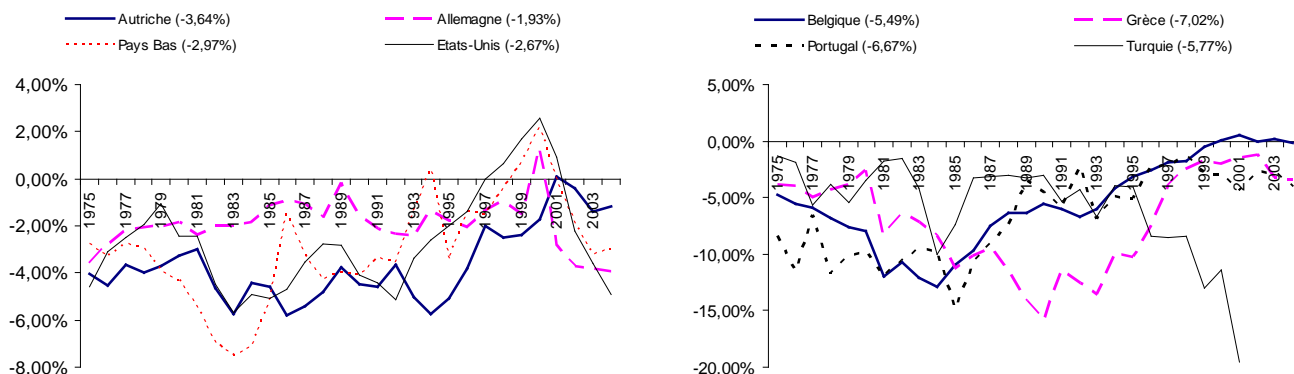 Autriche (-3,64%) Allemagne (-1,93%)
Pays Bas (-2,97%) Etats-Unis (-2,67%)
4,00%
2,00%
0,00%
-2,00%
-4,00%
-6,00%
-8,00%
1975 1977 1979 1981 1983 1985 1987 1989 1991 1993 1995 1997 1999 2001 2003
Belgique (-5,49%) Grèce (-7,02%)
Portugal (-6,67%) Turquie (-5,77%)
5,00%
0,00%
-5,00%
-10,00%
-15,00%
-20,00%
1975 1977 1979 1981 1983 1985 1987 1989 1991 1993 1995 1997 1999 2001 2003